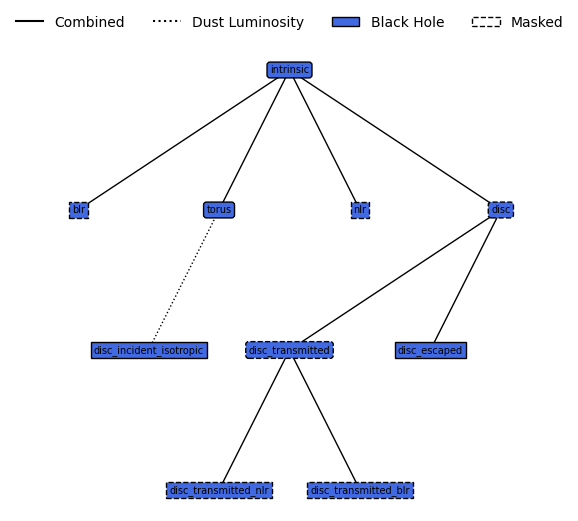 Combined Dust Luminosity Black Hole Masked
intrinsic
blr torus nlr disc
disc_incident_isotropic disc_transmitted disc_escaped
disc_transmitted_nlr disc_transmitted_blr